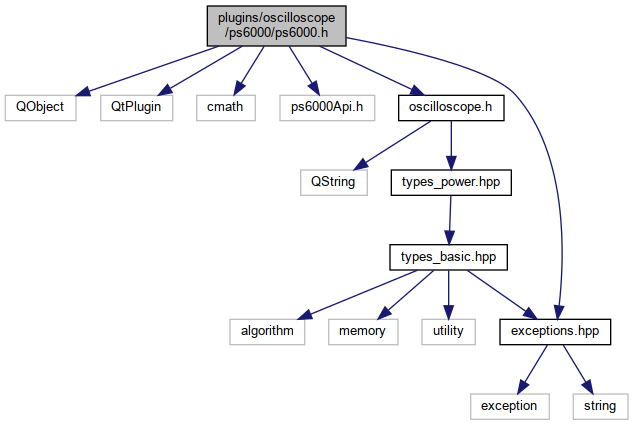 plugins/oscilloscope
/ps6000/ps6000.h
QObject
QtPlugin
cmath
ps6000Api.h
oscilloscope.h
QString
types_power.hpp
types_basic.hpp
algorithm
memory
utility
exceptions.hpp
exception
string